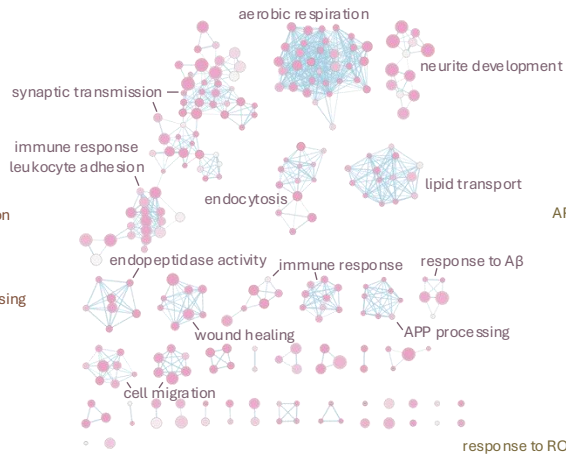 aerobic respiration
neurite development
synaptic transmission
immune response
leukocyte adhesion
endocytosis
lipid transport
on
AP
endopeptidase activity
immune response
response to Aβ
sing
wound healing
APP processing
cell migration
response to RO